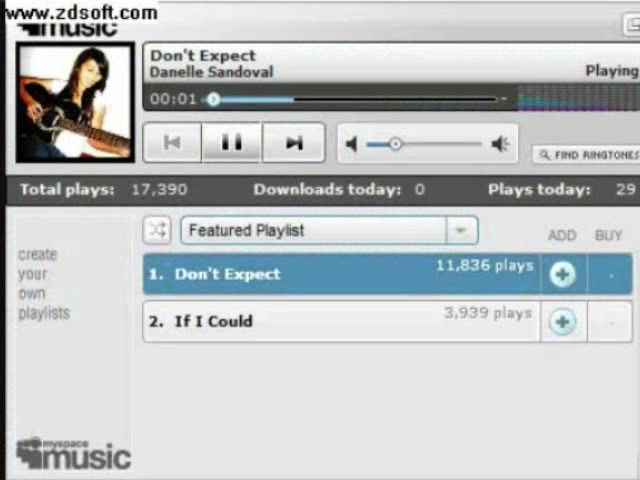 www.zdsoft.com
music
Don't Expect
Danelle Sandoval
Playing
00:01
FIND RINGTONES
Total plays: 17,390 Downloads today: 0 Plays today: 29
Featured Playlist
ADD BUY
create
your
own
playlists
1. Don't Expect 11,836 plays
2. If I Could 3,939 plays
myspace
music